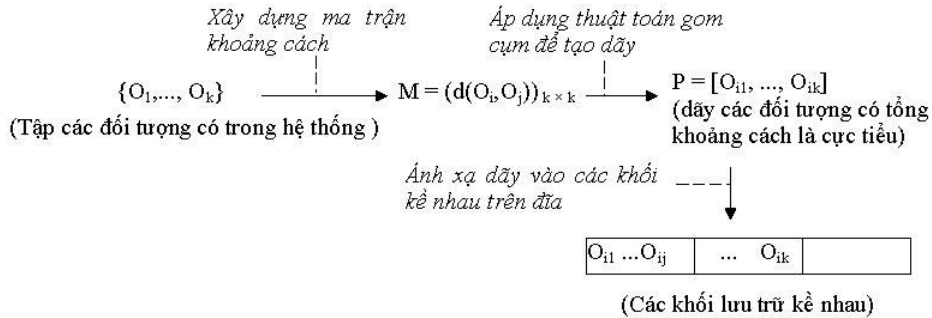 Xây dựng ma trận
khoảng cách
Áp dụng thuật toán gom
cụm để tạo dãy
{O1,..., Ok}
M = (d(Oi,Oj)) k × k
P = [Oi1, ..., Oik]
(Tập các đối tượng có trong hệ thống )
(dãy các đối tượng có tổng
khoảng cách là cực tiểu)
Ánh xạ dãy vào các khối
kề nhau trên đĩa
Oi1 ...Oij
... Oik
(Các khối lưu trữ kề nhau)